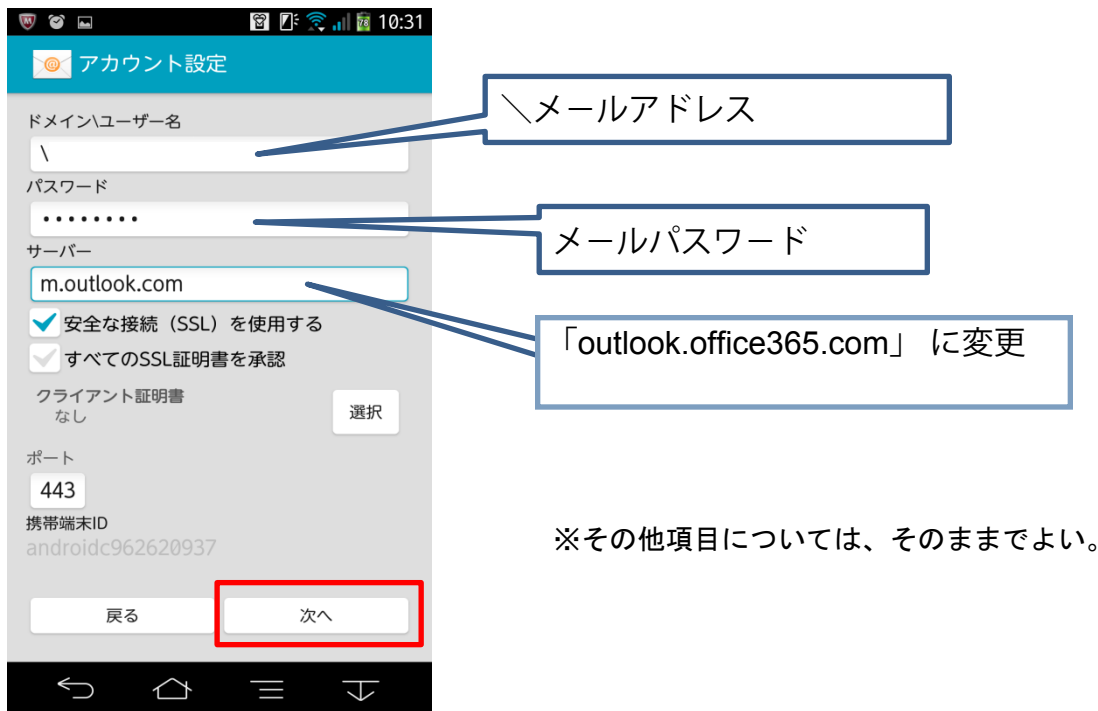 10:31
アカウント設定
ドメイン\ユーザー名
\
パスワード
••••••••
サーバー
m.outlook.com
安全な接続（SSL）を使用する
すべてのSSL証明書を承認
クライアント証明書
なし
選択
ポート
443
携帯端末ID
androidc962620937
戻る
次へ
＼メールアドレス
メールパスワード
「outlook.office365.com」 に変更
※その他項目については、そのままでよい。